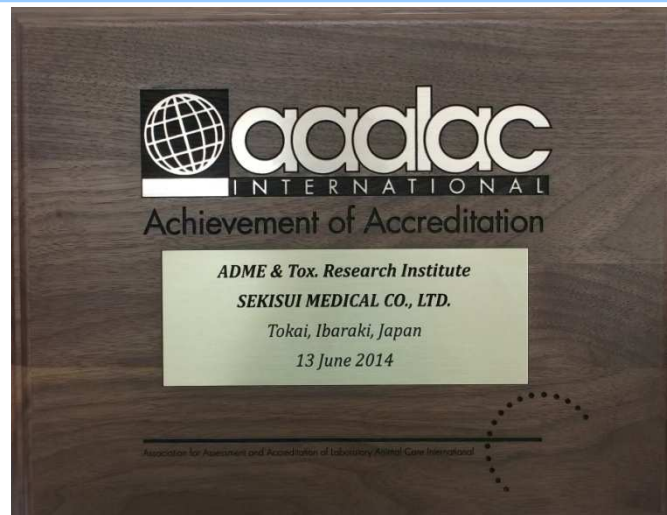 aaalac
INTERNATIONAL
Achievement of Accreditation
ADME & Tox. Research Institute
SEKISUI MEDICAL CO., LTD.
Tokai, Ibaraki, Japan
13 June 2014
Association for Assessment and Accreditation of Laboratory Animal Care International